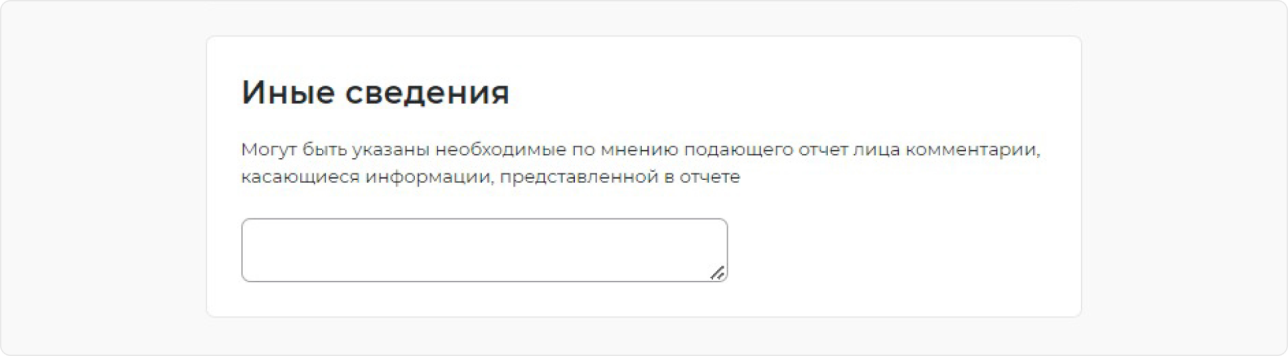 Иные сведения
Могут быть указаны необходимые по мнению подающего отчет лица комментарии,
касающиеся информации, представленной в отчете